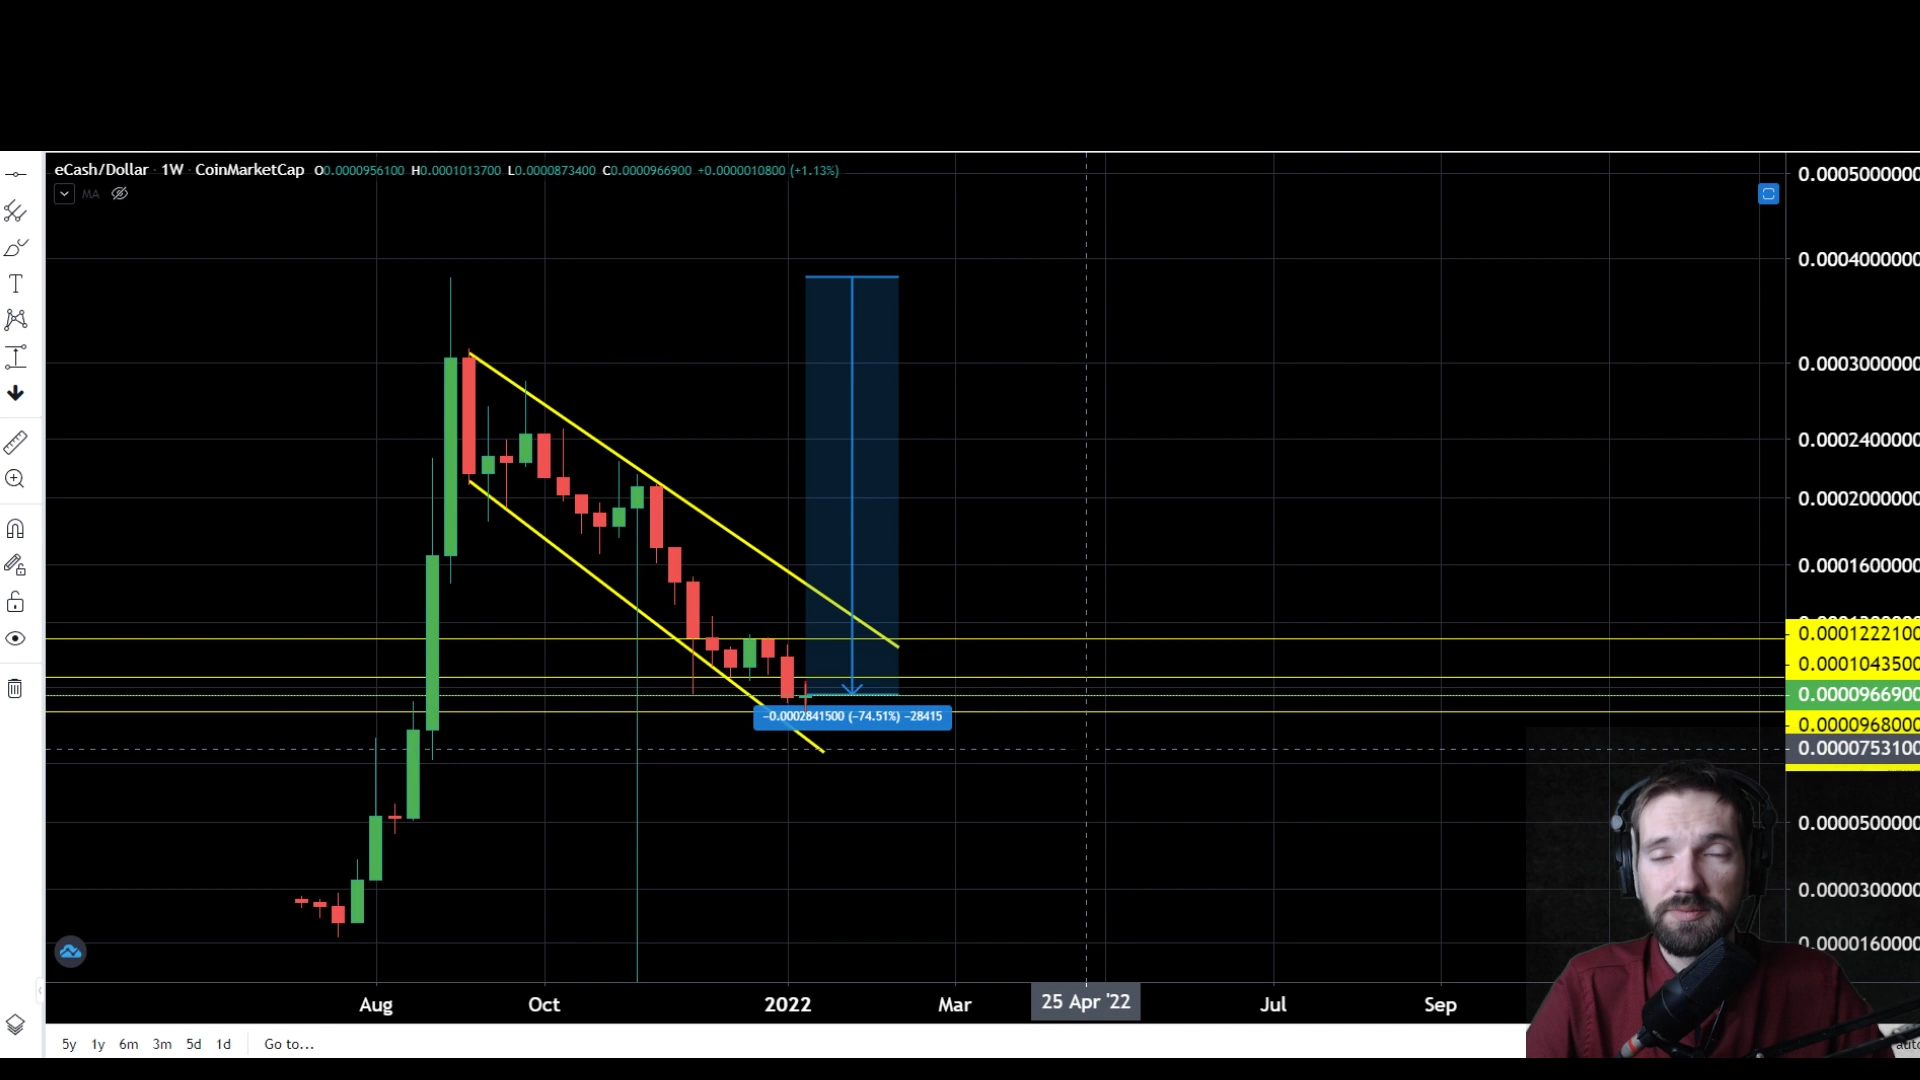 eCash/Dollar · 1W · CoinMarketCap O0.0000956100 H0.0001013700 L0.0000873400 C0.0000966900 +0.0000010800 (+1.13%)
MA
0.0005000000
0.0004000000
0.0003000000
0.0002400000
0.0002000000
0.0001600000
0.0001222100
0.0001043500
0.0000966900
0.0000968000
0.0000753100
−0.0002841500 (−74.51%) −28415
0.0000500000
0.0000300000
0.0000160000
Aug Oct 2022 Mar 25 Apr '22 Jul Sep
5y 1y 6m 3m 5d 1d Go to...
auto